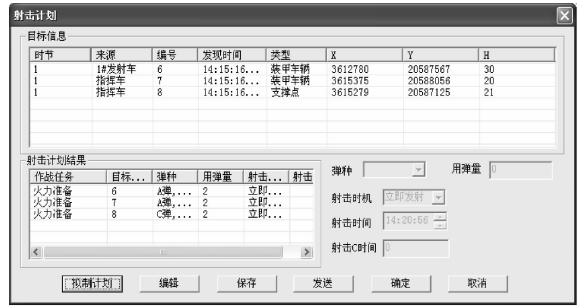 射击计划
目标信息
时节 来源 编号 发现时间 类型 X Y H
1 1#发射车 6 14:15:16... 装甲车辆 3612780 20587567 30
1 指挥车 7 14:15:16... 装甲车辆 3615375 20588056 20
1 指挥车 8 14:15:16... 支撑点 3615279 20587125 21
射击计划结果
作战任务 目标... 弹种 用弹量 射击... 射击
火力准备 6 A弹,... 2 立即...
火力准备 7 A弹,... 2 立即...
火力准备 8 C弹,... 2 立即...
弹种 用弹量 0
射击时机 立即发射
射击时间 14:20:56
射击C时间 0
拟制计划 编辑 保存 发送 确定 取消